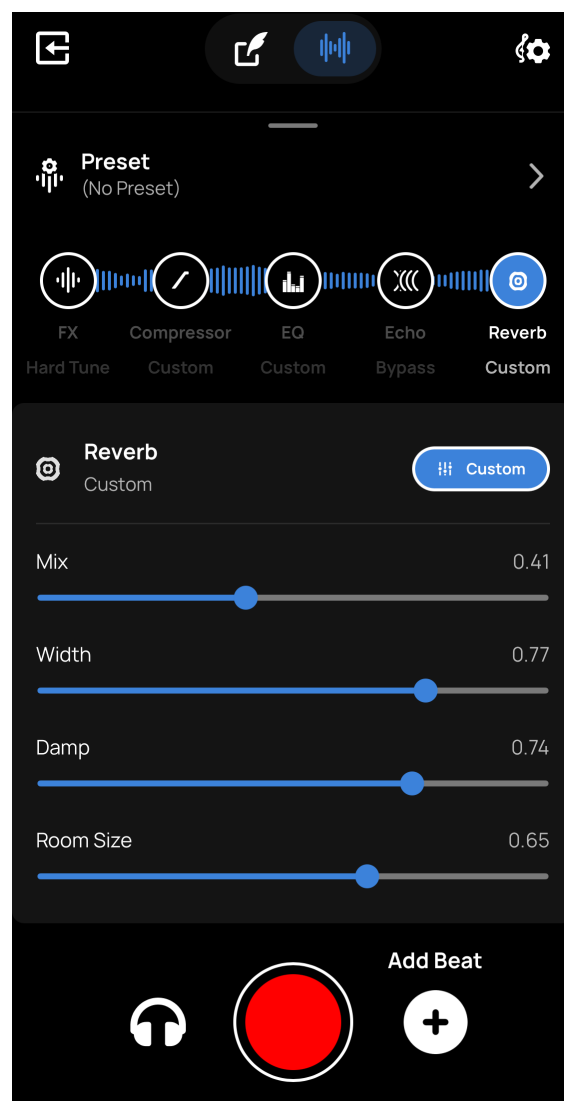 Preset
(No Preset)
FX Compressor EQ Echo Reverb
Hard Tune Custom Custom Bypass Custom
Reverb
Custom
Custom
Mix 0.41
Width 0.77
Damp 0.74
Room Size 0.65
Add Beat